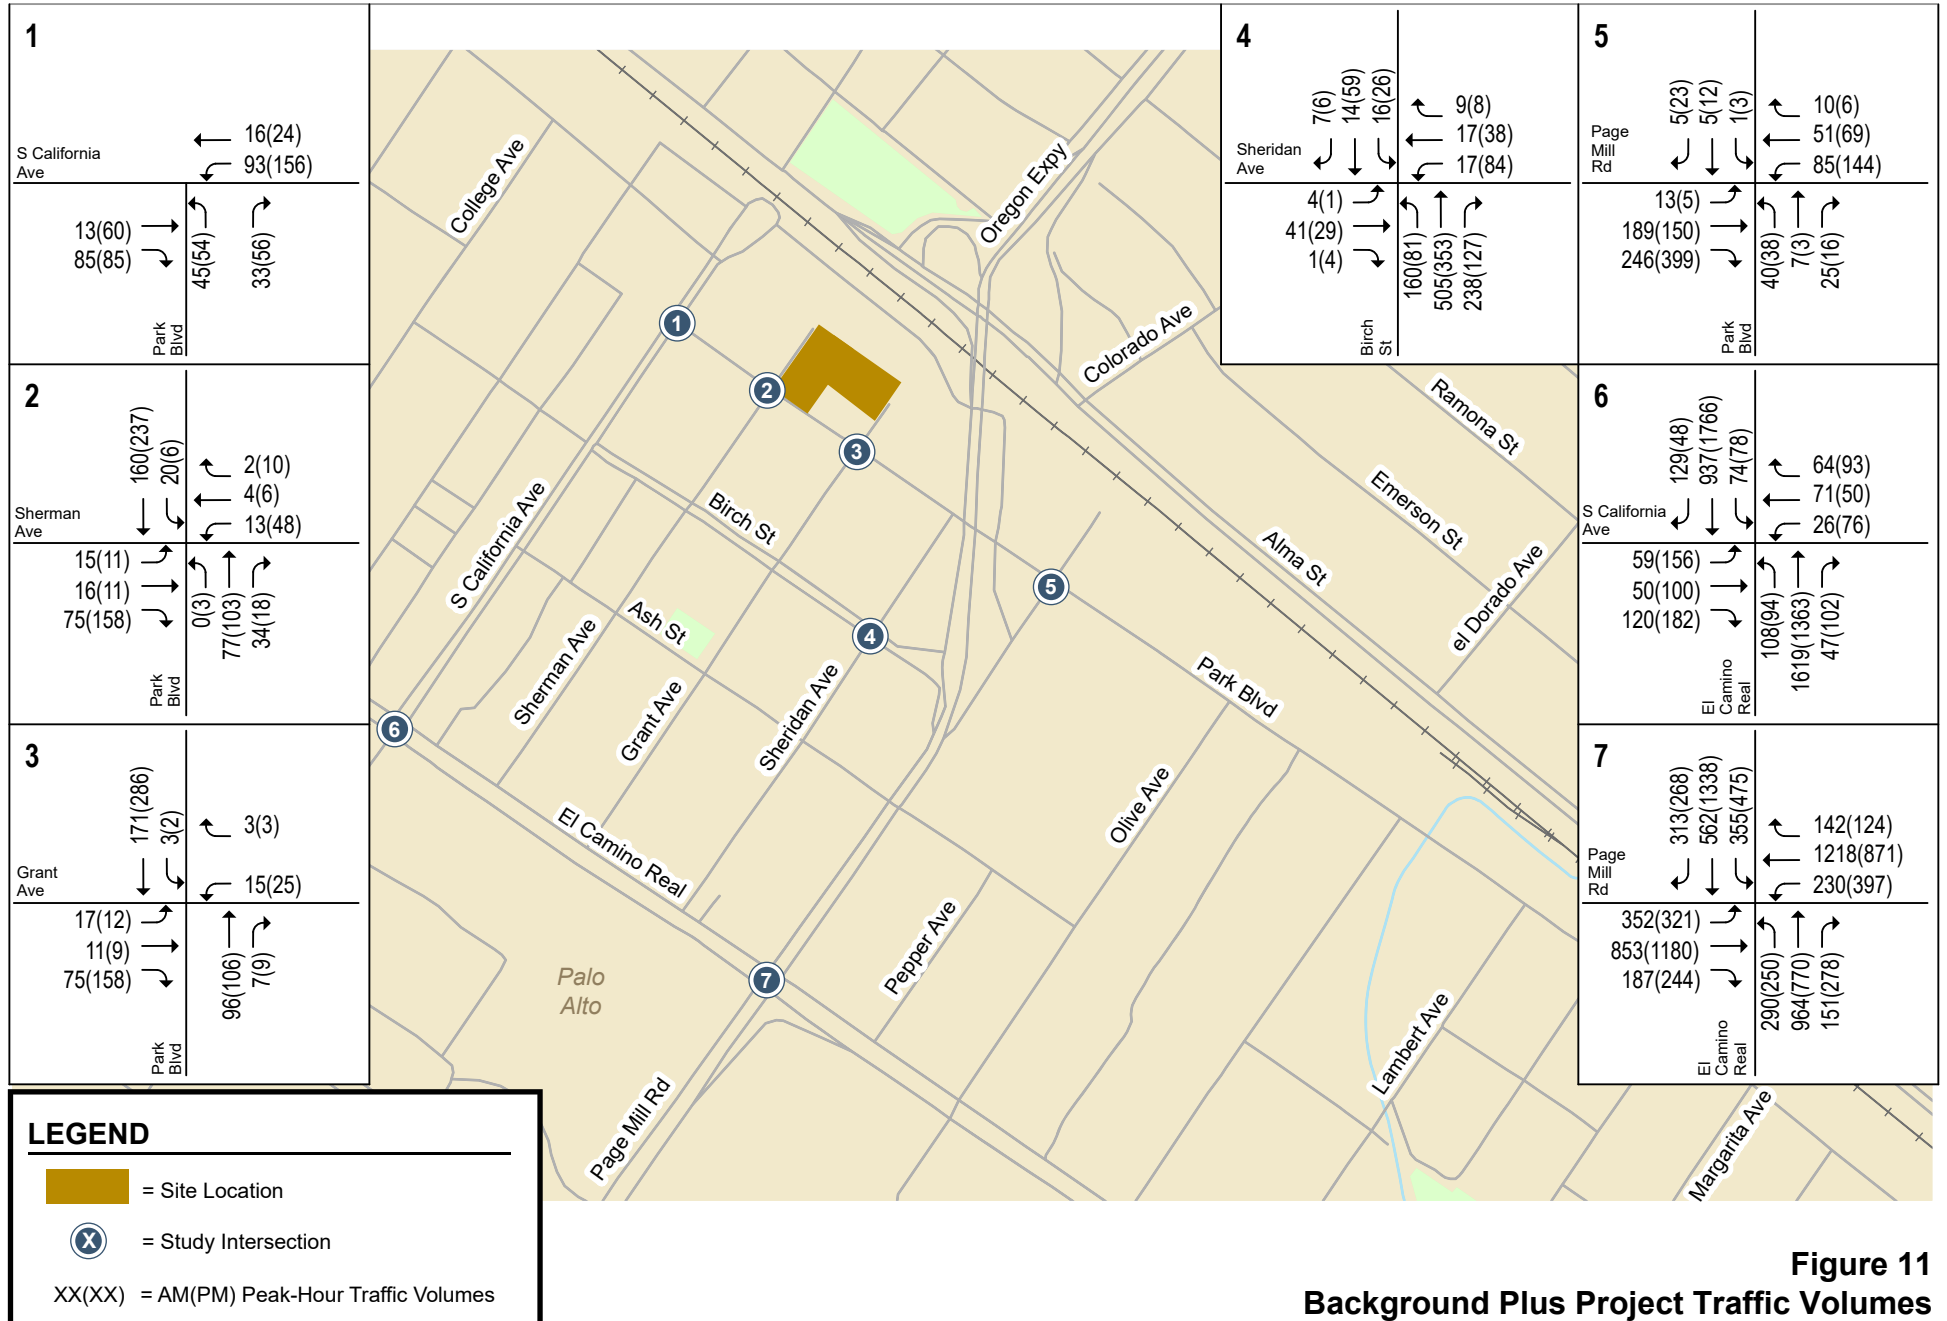 1
S California
Ave
16(24)
93(156)
13(60)
85(85)
45(54)
33(56)
Park
Blvd
2
160(237)
20(6)
2(10)
4(6)
13(48)
Sherman
Ave
15(11)
16(11)
75(158)
0(3)
77(103)
34(18)
Park
Blvd
3
171(286)
3(2)
3(3)
15(25)
Grant
Ave
17(12)
11(9)
75(158)
96(106)
7(9)
Park
Blvd
4
7(6)
14(59)
16(26)
9(8)
17(38)
17(84)
Sheridan
Ave
4(1)
41(29)
1(4)
160(81)
505(353)
238(127)
Birch
St
5
5(23)
5(12)
1(3)
10(6)
51(69)
85(144)
Page
Mill
Rd
13(5)
189(150)
246(399)
40(38)
7(3)
25(16)
Park
Blvd
6
129(48)
937(1766)
74(78)
64(93)
71(50)
26(76)
S California
Ave
59(156)
50(100)
120(182)
108(94)
1619(1363)
47(102)
El
Camino
Real
7
313(268)
562(1338)
355(475)
142(124)
1218(871)
230(397)
Page
Mill
Rd
352(321)
853(1180)
187(244)
290(250)
964(770)
151(278)
El
Camino
Real
College Ave
Oregon Expy
Colorado Ave
Ramona St
Emerson St
el Dorado Ave
Alma St
S California Ave
Birch St
Ash St
Sherman Ave
Grant Ave
Sheridan Ave
Park Blvd
Olive Ave
El Camino Real
Pepper Ave
Lambert Ave
Margarita Ave
Page Mill Rd
Palo
Alto
1
2
3
4
5
6
7
LEGEND
= Site Location
X = Study Intersection
XX(XX) = AM(PM) Peak-Hour Traffic Volumes
Figure 11
Background Plus Project Traffic Volumes